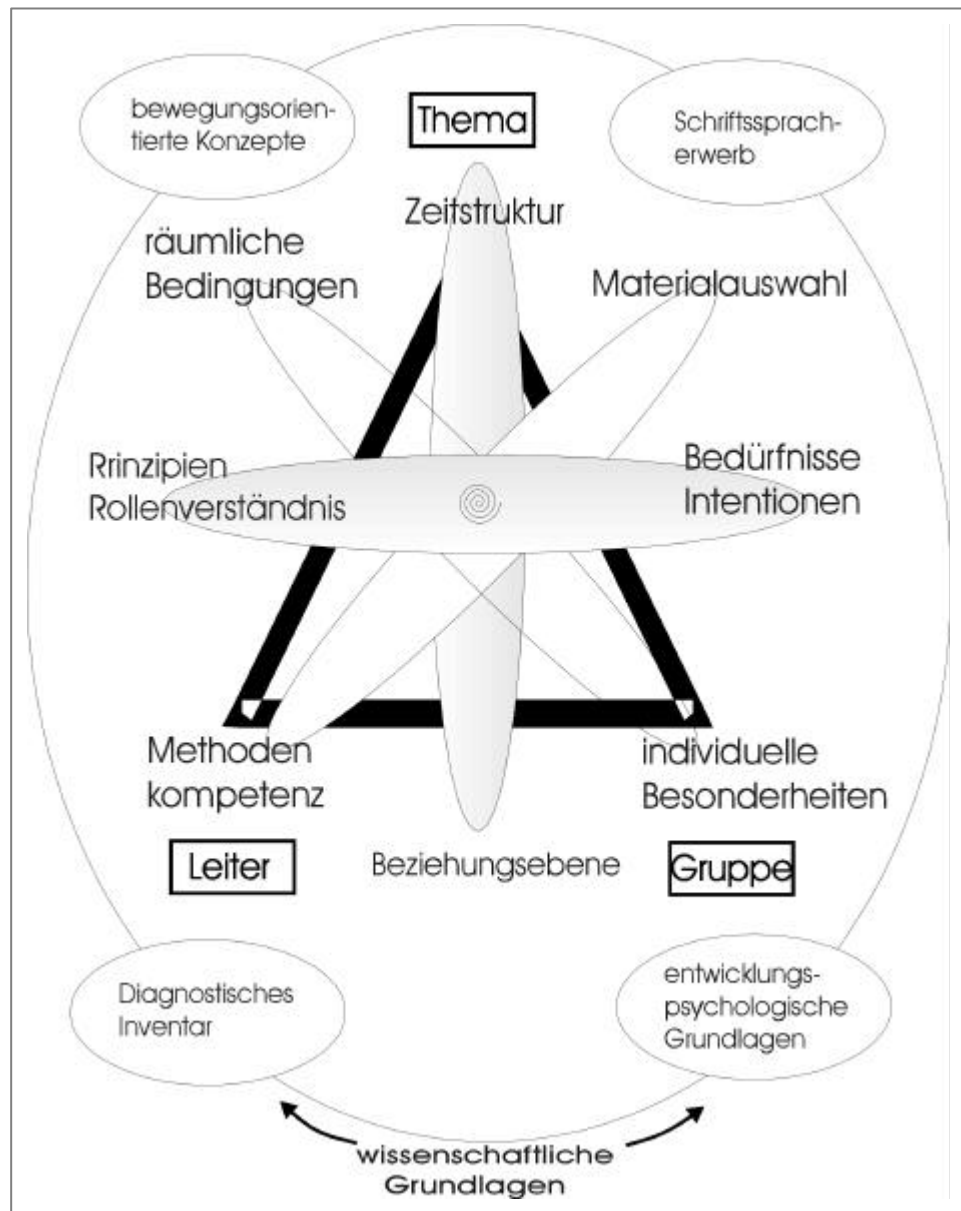 bewegungsorien-
tierte Konzepte
Thema
Schriftssprach-
erwerb
Zeitstruktur
räumliche
Bedingungen
Materialauswahl
Rrinzipien
Rollenverständnis
Bedürfnisse
Intentionen
Methoden
kompetenz
individuelle
Besonderheiten
Leiter
Beziehungsebene
Gruppe
Diagnostisches
Inventar
entwicklungs-
psychologische
Grundlagen
wissenschaftliche
Grundlagen